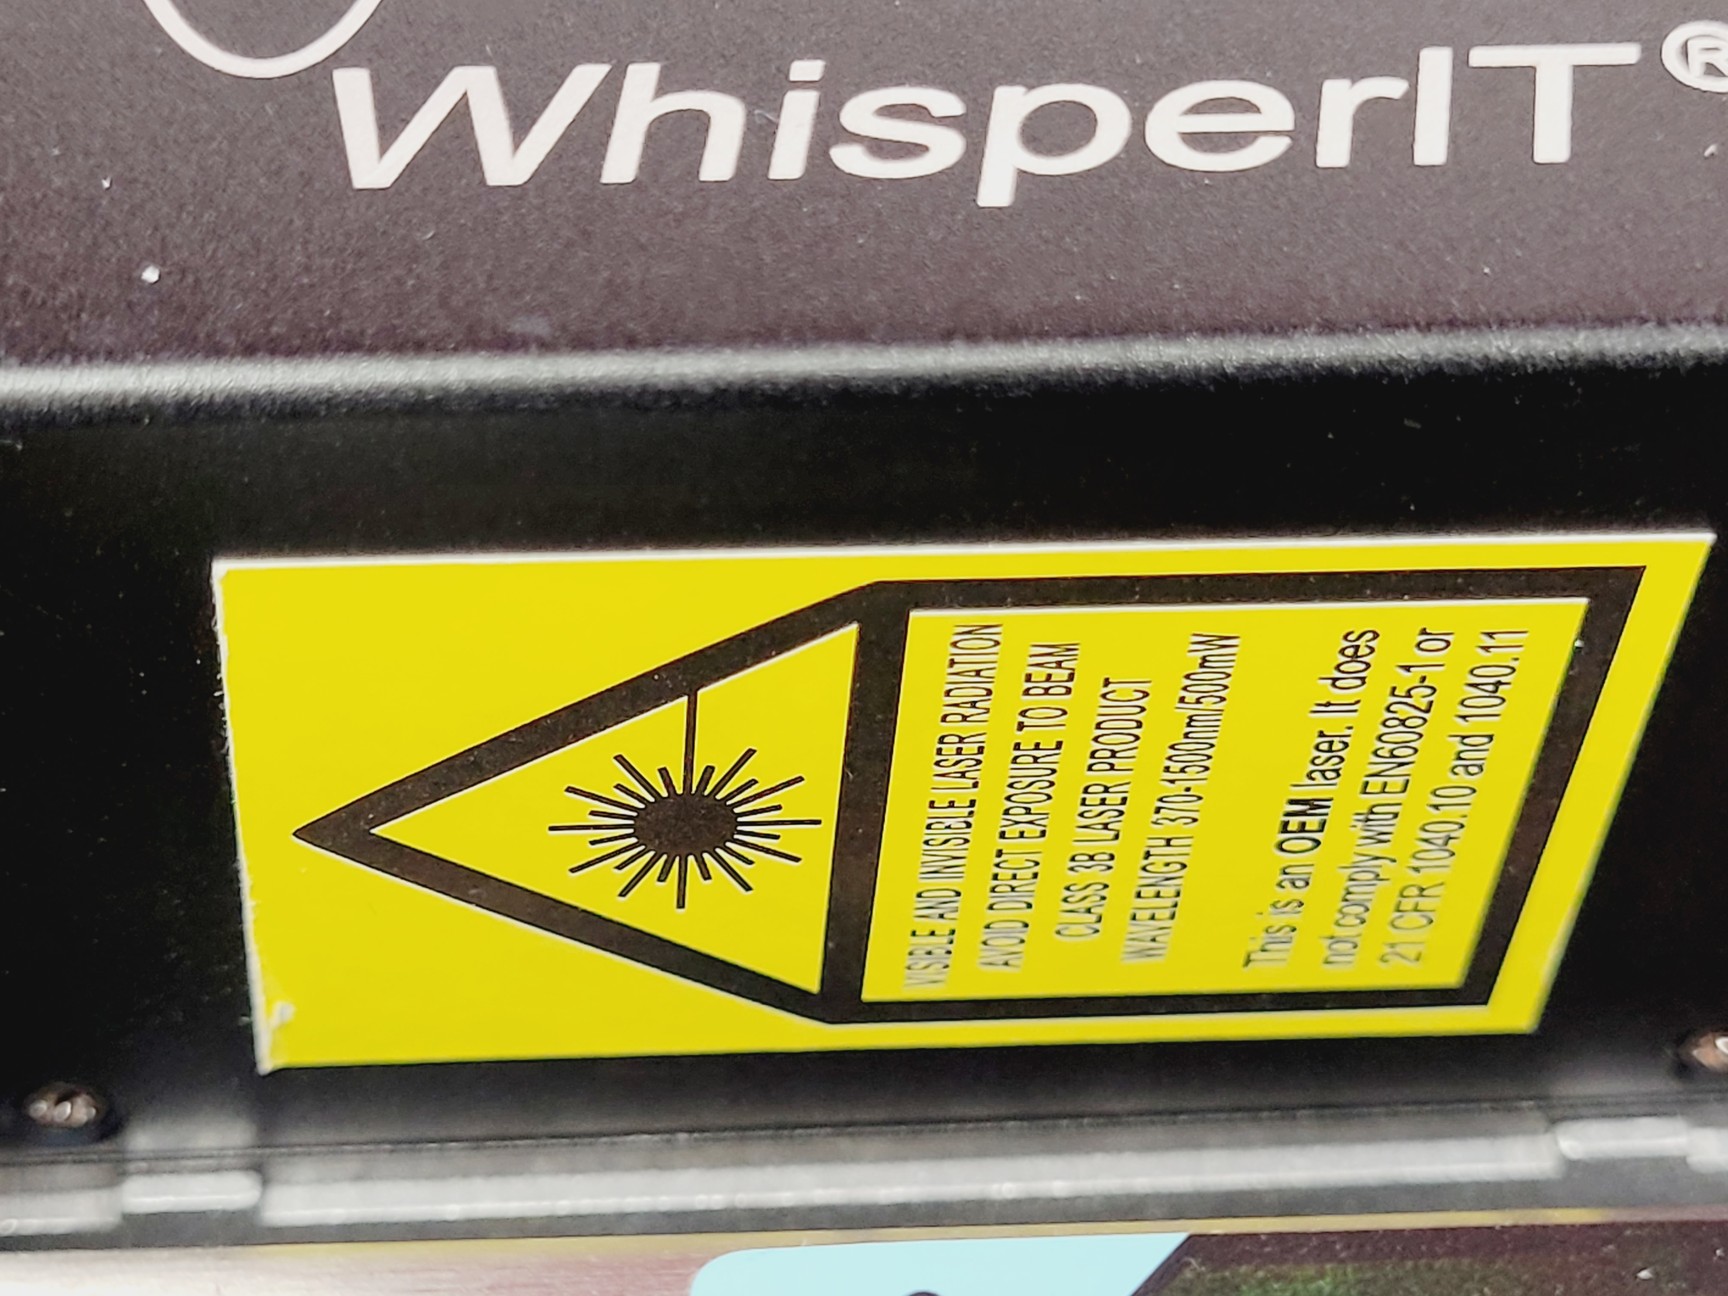 WhisperIT®
VISIBLE AND INVISIBLE LASER RADIATION
AVOID DIRECT EXPOSURE TO BEAM
CLASS 3B LASER PRODUCT
WAVELENGTH 370-1500nm/500mW
This is an OEM laser. It does
not comply with EN60825-1 or
21 CFR 1040.10 and 1040.11